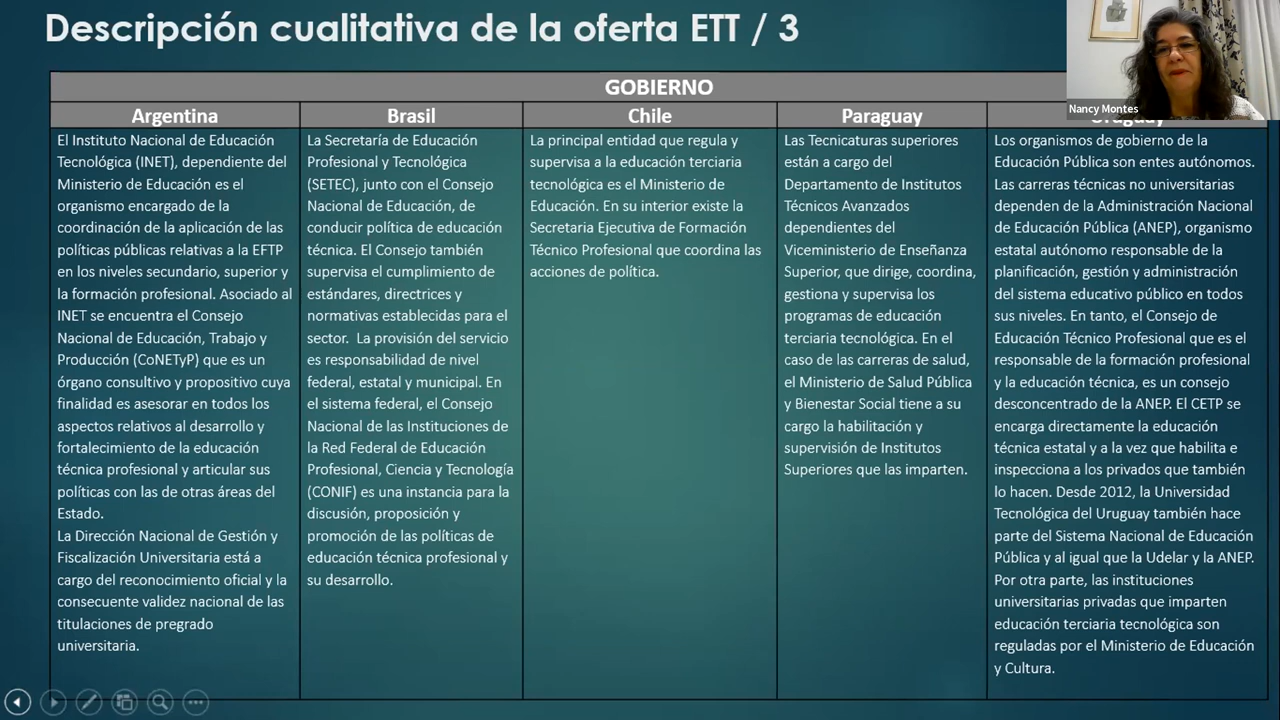 Descripción cualitativa de la oferta ETT / 3
Nancy Montes
GOBIERNO
Argentina
El Instituto Nacional de Educación
Tecnológica (INET), dependiente del
Ministerio de Educación es el
organismo encargado de la
coordinación de la aplicación de las
políticas públicas relativas a la EFTP
en los niveles secundario, superior y
la formación profesional. Asociado al
INET se encuentra el Consejo
Nacional de Educación, Trabajo y
Producción (CoNETyP) que es un
órgano consultivo y propositivo cuya
finalidad es asesorar en todos los
aspectos relativos al desarrollo y
fortalecimiento de la educación
técnica profesional y articular sus
políticas con las de otras áreas del
Estado.
La Dirección Nacional de Gestión y
Fiscalización Universitaria está a
cargo del reconocimiento oficial y la
consecuente validez nacional de las
titulaciones de pregrado
universitaria.
Brasil
La Secretaría de Educación
Profesional y Tecnológica
(SETEC), junto con el Consejo
Nacional de Educación, de
conducir política de educación
técnica. El Consejo también
supervisa el cumplimiento de
estándares, directrices y
normativas establecidas para el
sector. La provisión del servicio
es responsabilidad de nivel
federal, estatal y municipal. En
el sistema federal, el Consejo
Nacional de las Instituciones de
la Red Federal de Educación
Profesional, Ciencia y Tecnología
(CONIF) es una instancia para la
discusión, proposición y
promoción de las políticas de
educación técnica profesional y
su desarrollo.
Chile
La principal entidad que regula y
supervisa a la educación terciaria
tecnológica es el Ministerio de
Educación. En su interior existe la
Secretaria Ejecutiva de Formación
Técnico Profesional que coordina las
acciones de política.
Paraguay
Las Tecnicaturas superiores
están a cargo del
Departamento de Institutos
Técnicos Avanzados
dependientes del
Viceministerio de Enseñanza
Superior, que dirige, coordina,
gestiona y supervisa los
programas de educación
terciaria tecnológica. En el
caso de las carreras de salud,
el Ministerio de Salud Pública
y Bienestar Social tiene a su
cargo la habilitación y
supervisión de Institutos
Superiores que las imparten.
Uruguay
Los organismos de gobierno de la
Educación Pública son entes autónomos.
Las carreras técnicas no universitarias
dependen de la Administración Nacional
de Educación Pública (ANEP), organismo
estatal autónomo responsable de la
planificación, gestión y administración
del sistema educativo público en todos
sus niveles. En tanto, el Consejo de
Educación Técnico Profesional que es el
responsable de la formación profesional
y la educación técnica, es un consejo
desconcentrado de la ANEP. El CETP se
encarga directamente la educación
técnica estatal y a la vez que habilita e
inspecciona a los privados que también
lo hacen. Desde 2012, la Universidad
Tecnológica del Uruguay también hace
parte del Sistema Nacional de Educación
Pública y al igual que la Udelar y la ANEP.
Por otra parte, las instituciones
universitarias privadas que imparten
educación terciaria tecnológica son
reguladas por el Ministerio de Educación
y Cultura.